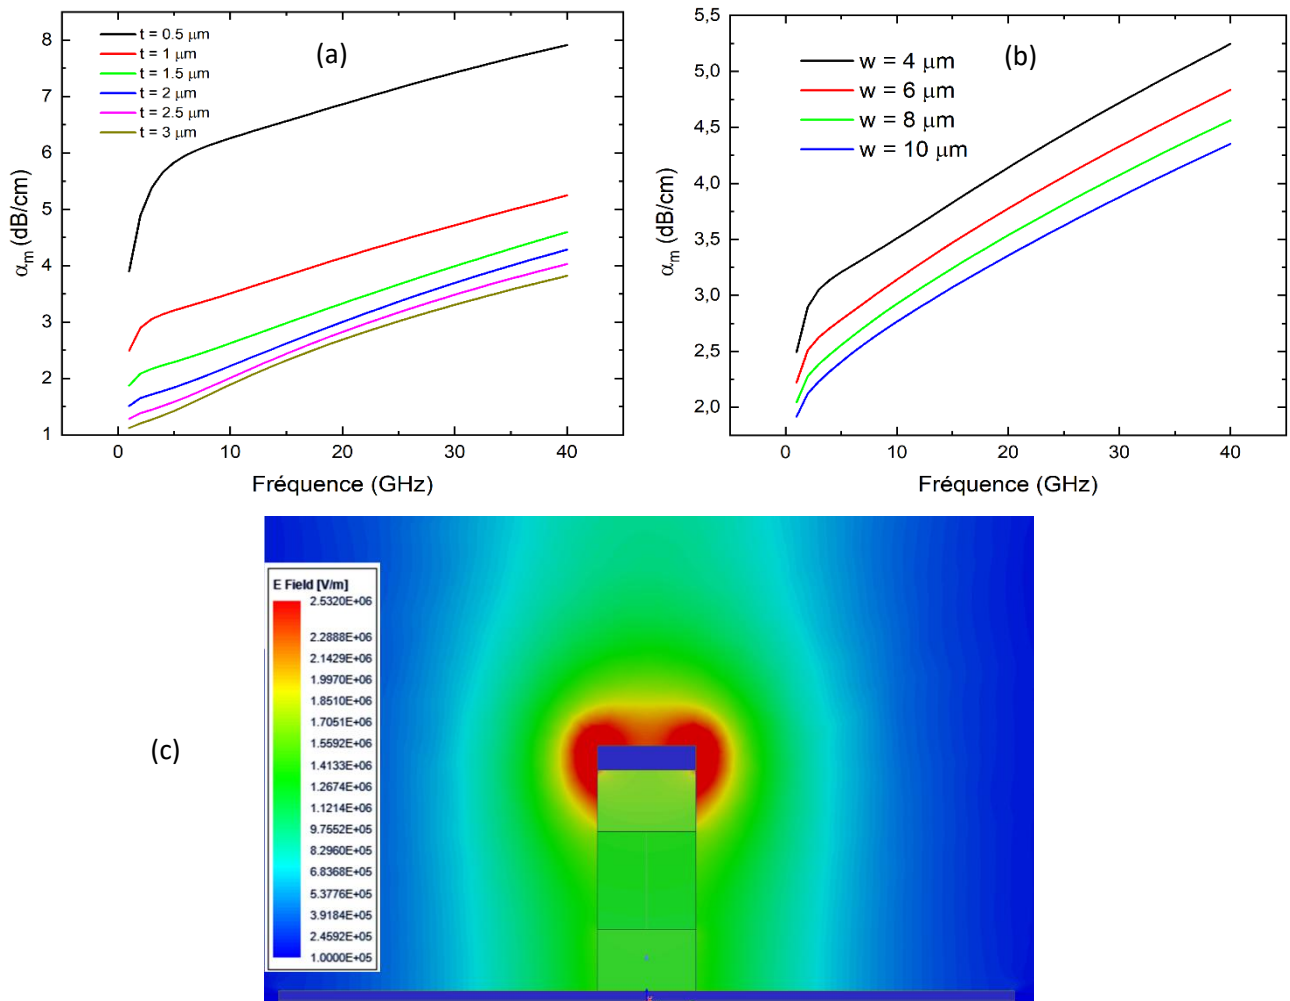 (a)
t = 0.5 μm
t = 1 μm
t = 1.5 μm
t = 2 μm
t = 2.5 μm
t = 3 μm
8
7
6
5
4
3
2
1
αm (dB/cm)
0 10 20 30 40
Fréquence (GHz)
(b)
w = 4 μm
w = 6 μm
w = 8 μm
w = 10 μm
5,5
5,0
4,5
4,0
3,5
3,0
2,5
2,0
αm (dB/cm)
0 10 20 30 40
Fréquence (GHz)
(c)
E Field [V/m]
2.5320E+06
2.2888E+06
2.1429E+06
1.9970E+06
1.8510E+06
1.7051E+06
1.5592E+06
1.4133E+06
1.2674E+06
1.1214E+06
9.7552E+05
8.2960E+05
6.8368E+05
5.3776E+05
3.9184E+05
2.4592E+05
1.0000E+05